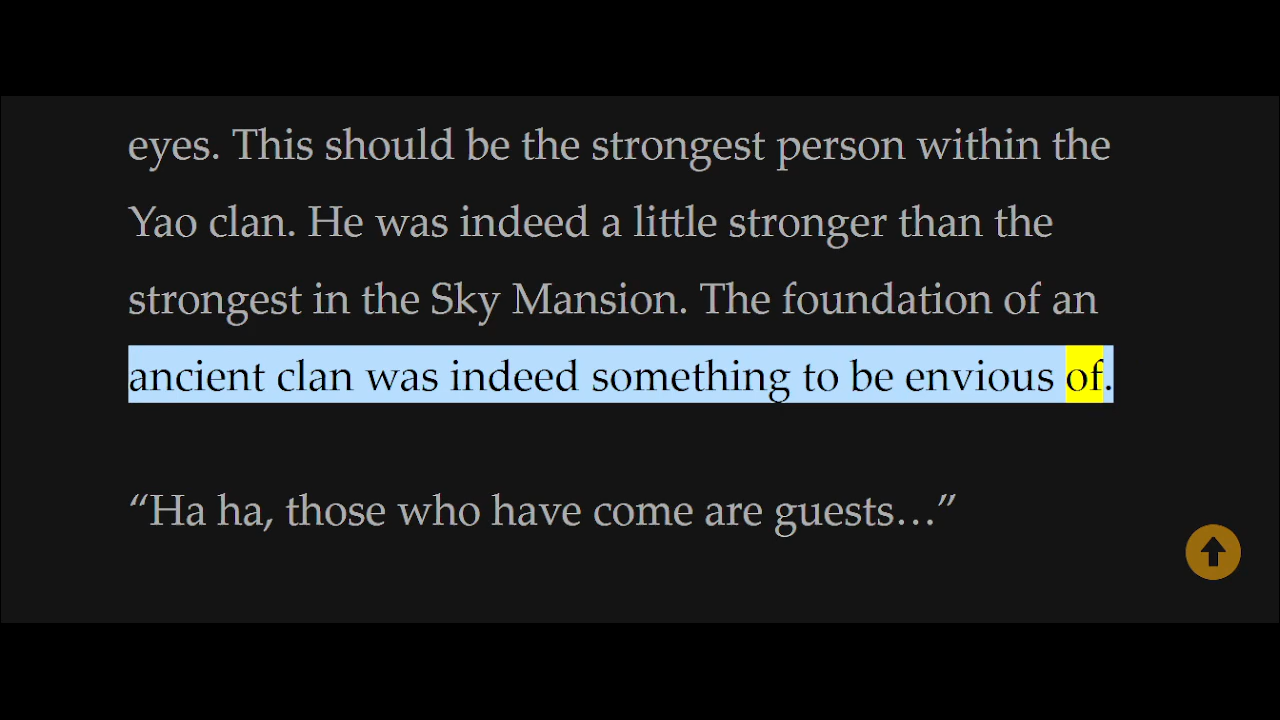 eyes. This should be the strongest person within the
Yao clan. He was indeed a little stronger than the
strongest in the Sky Mansion. The foundation of an
ancient clan was indeed something to be envious of.
“Ha ha, those who have come are guests…”